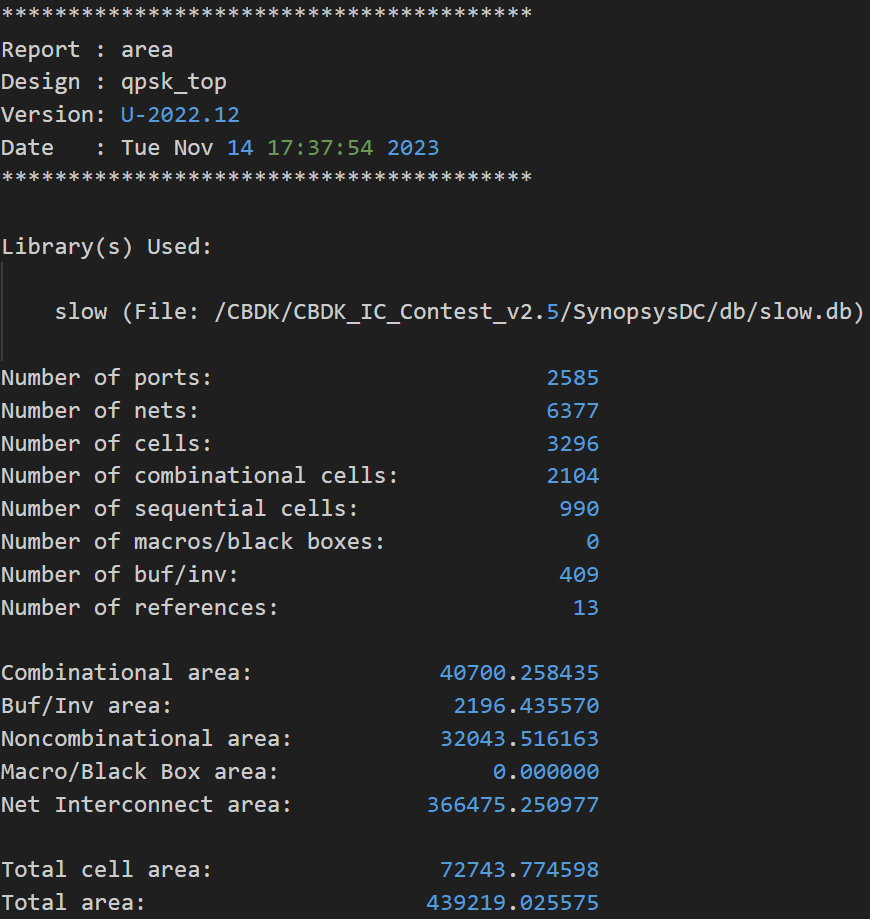 ****************************************
Report : area
Design : qpsk_top
Version: U-2022.12
Date   : Tue Nov 14 17:37:54 2023
****************************************
Library(s) Used:
    slow (File: /CBDK/CBDK_IC_Contest_v2.5/SynopsysDC/db/slow.db)
Number of ports:                         2585
Number of nets:                          6377
Number of cells:                         3296
Number of combinational cells:           2104
Number of sequential cells:               990
Number of macros/black boxes:               0
Number of buf/inv:                        409
Number of references:                      13
Combinational area:              40700.258435
Buf/Inv area:                     2196.435570
Noncombinational area:           32043.516163
Macro/Black Box area:                0.000000
Net Interconnect area:          366475.250977
Total cell area:                 72743.774598
Total area:                     439219.025575